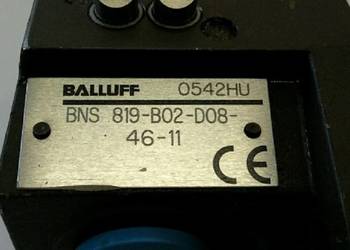 BALLUFF 0542HU
BNS 819-B02-D08-
46-11
CE